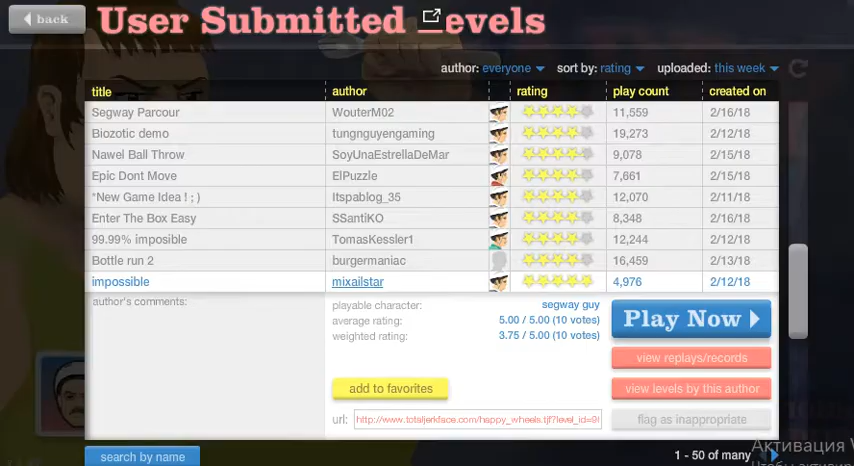 back
User Submitted Levels
author: everyone sort by: rating uploaded: this week
title author rating play count created on
Segway Parcour WouterM02 11,559 2/16/18
Biozotic demo tungnguyengaming 19,273 2/12/18
Nawel Ball Throw SoyUnaEstrellaDeMar 9,078 2/15/18
Epic Dont Move ElPuzzle 7,661 2/15/18
*New Game Idea ! ; ) Itspablog_35 12,070 2/11/18
Enter The Box Easy SSantiKO 8,348 2/16/18
99.99% imposible TomasKessler1 12,244 2/12/18
Bottle run 2 burgermaniac 16,459 2/13/18
impossible mixailstar 4,976 2/12/18
author's comments:
playable character: segway guy
average rating: 5.00 / 5.00 (10 votes)
weighted rating: 3.75 / 5.00 (10 votes)
Play Now
view replays/records
add to favorites
view levels by this author
url: http://www.totaljerkface.com/happy_wheels.tjf?level_id=9
flag as inappropriate
search by name
1 - 50 of many
Активация